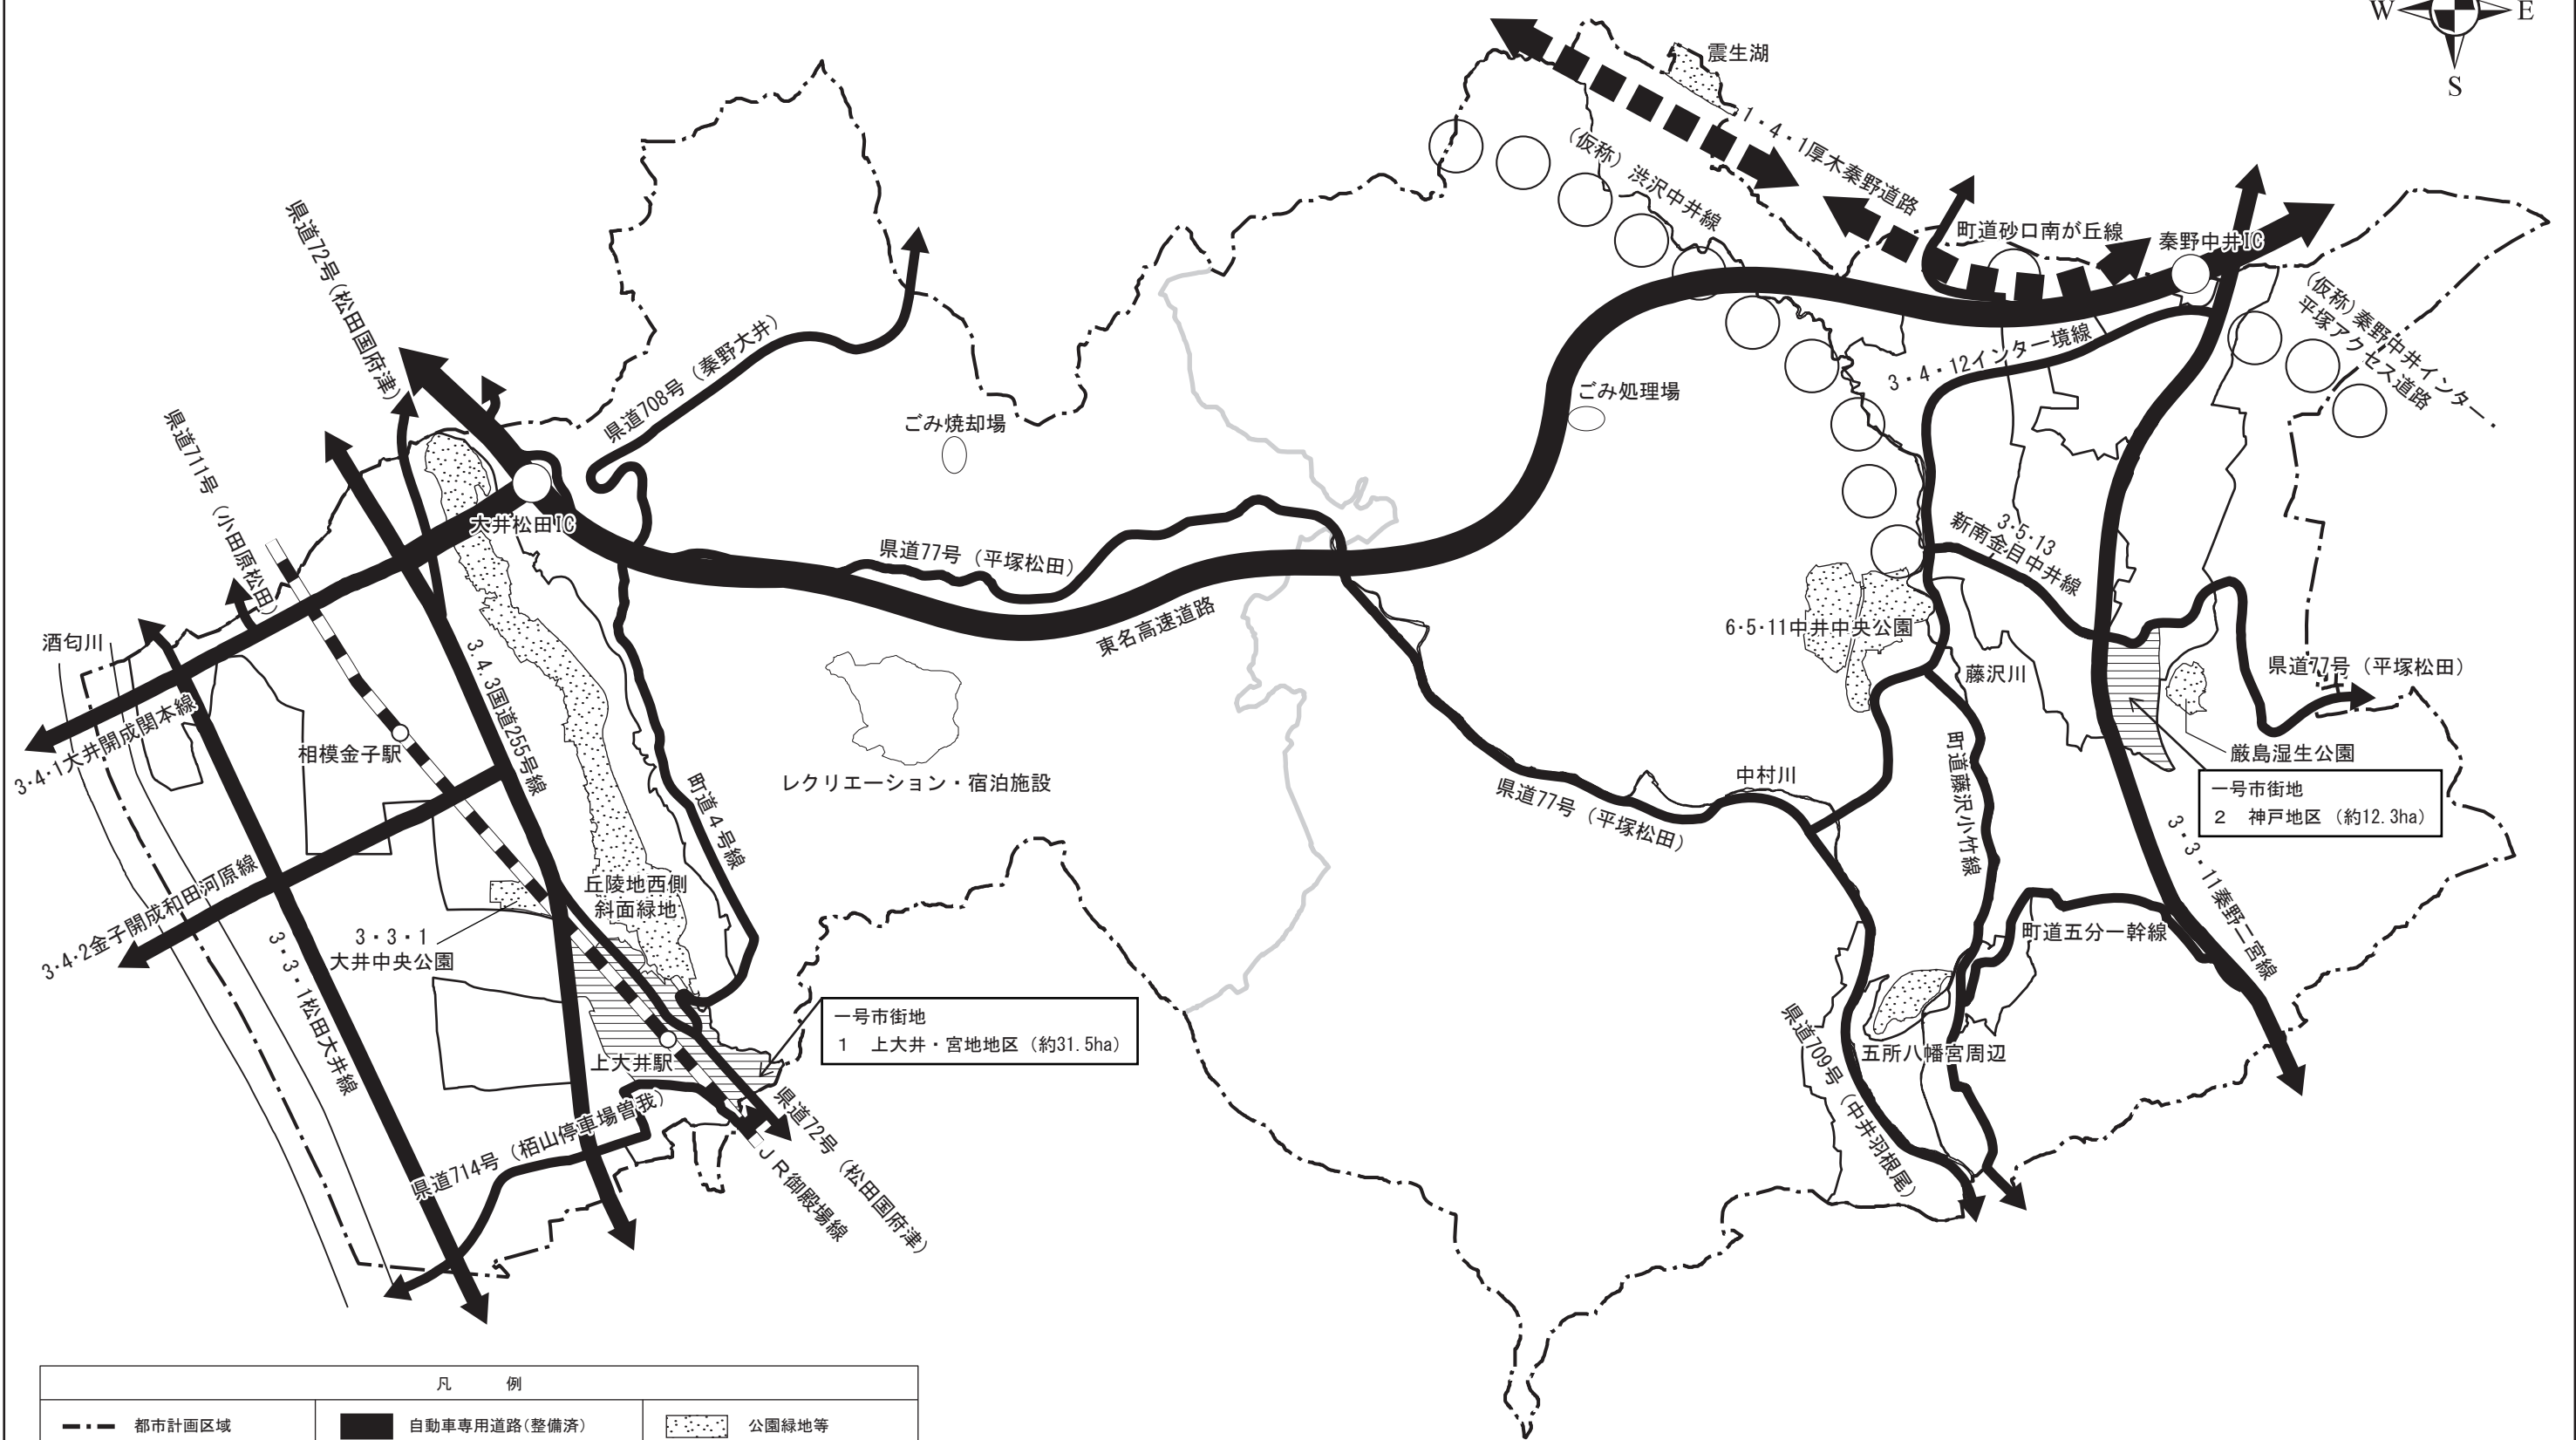 W
E
S
震生湖
1・4・1厚木秦野道路
(仮称) 渋沢中井線
町道砂口南が丘線
秦野中井IC
(仮称)秦野中井インター
平塚アクセス道路
3・4・12インター境線
県道72号(松田国府津)
県道708号(秦野大井)
県道711号(小田原松田)
ごみ焼却場
ごみ処理場
大井松田IC
県道77号(平塚松田)
東名高速道路
3・5・13
新南金目中井線
6・5・11中井中央公園
藤沢川
県道77号(平塚松田)
厳島湿生公園
酒匂川
3・4・1大井開成関本線
相模金子駅
3.4.3国道255号線
町道4号線
レクリエーション・宿泊施設
県道77号(平塚松田)
中村川
町道藤沢小竹線
一号市街地
2 神戸地区(約12.3ha)
3・3・11秦野二宮線
3・4・2金子開成和田河原線
3・3・1松田大井線
3・3・1
大井中央公園
丘陵地西側
斜面緑地
町道五分一幹線
一号市街地
1 上大井・宮地地区(約31.5ha)
上大井駅
県道709号(中井羽根尾)
五所八幡宮周辺
県道714号(栢山停車場曽我)
県道72号(松田国府津)
JR御殿場線
凡 例
都市計画区域
自動車専用道路(整備済)
公園緑地等